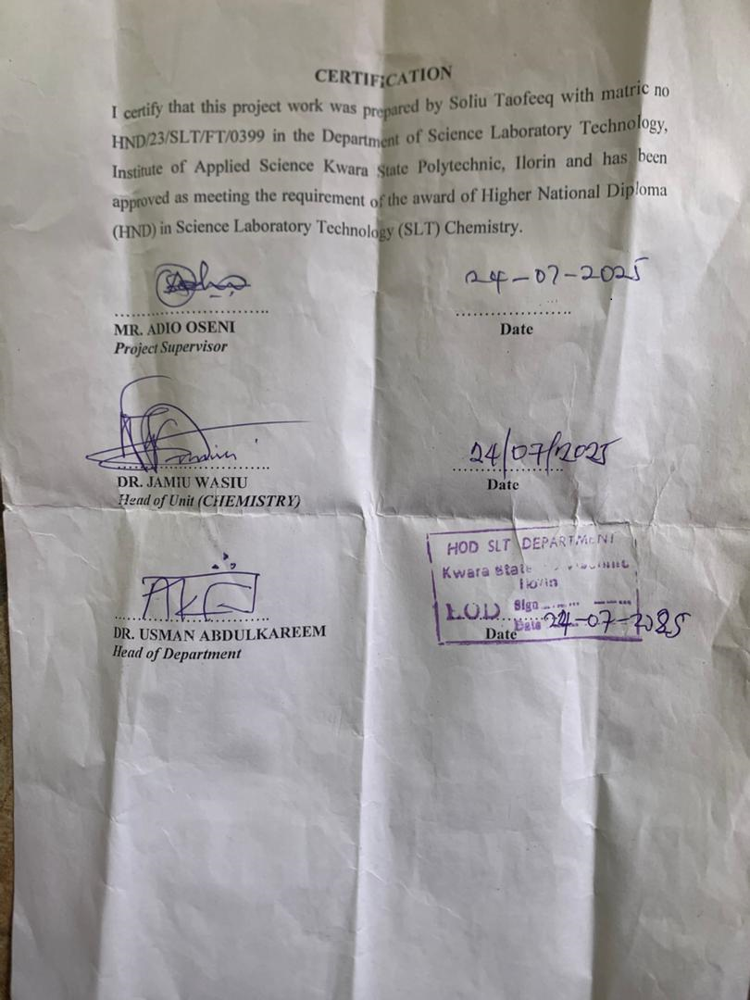 CERTIFICATION
I certify that this project work was prepared by Soliu Taofeeq with matric no
HND/23/SLT/FT/0399 in the Department of Science Laboratory Technology,
Institute of Applied Science Kwara State Polytechnic, Ilorin and has been
approved as meeting the requirement of the award of Higher National Diploma
(HND) in Science Laboratory Technology (SLT) Chemistry.
24-07-2025
MR. ADIO OSENI
Date
Project Supervisor
24/07/2025
DR. JAMIU WASIU
Date
Head of Unit (CHEMISTRY)
HOD SLT DEPARTMENT
Kwara State
Ilorin
Sign
Date 24-07-2025
DR. USMAN ABDULKAREEM
Date
Head of Department